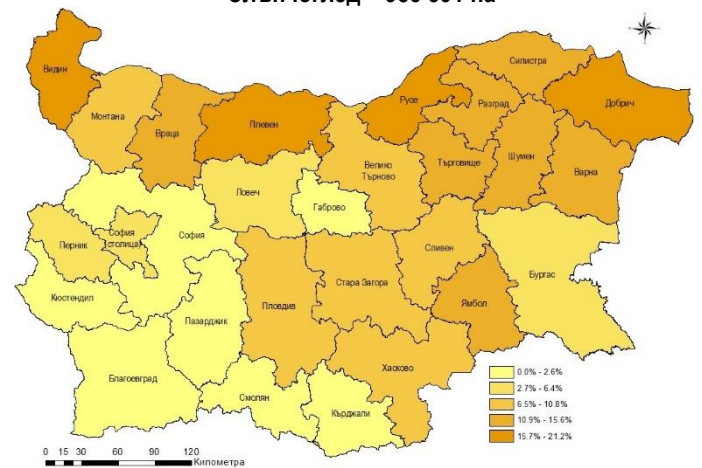 Видин
Монтана
Враца
Плевен
Русе
Силистра
Разград
Добрич
Велико
Търново
Търговище
Шумен
Варна
Ловеч
Габрово
София
София
(столица)
Перник
Кюстендил
Пазарджик
Пловдив
Стара Загора
Сливен
Бургас
Ямбол
Хасково
Благоевград
Смолян
Кърджали
0.0% - 2.6%
2.7% - 6.4%
6.5% - 10.8%
10.9% - 15.6%
15.7% - 21.2%
0 15 30 60 90 120
Километра